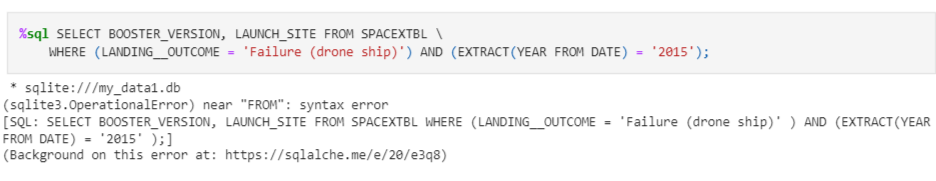 %sql SELECT BOOSTER_VERSION, LAUNCH_SITE FROM SPACEXTBL \
WHERE (LANDING__OUTCOME = 'Failure (drone ship)') AND (EXTRACT(YEAR FROM DATE) = '2015');
* sqlite:///my_data1.db
(sqlite3.OperationalError) near "FROM": syntax error
[SQL: SELECT BOOSTER_VERSION, LAUNCH_SITE FROM SPACEXTBL WHERE (LANDING__OUTCOME = 'Failure (drone ship)' ) AND (EXTRACT(YEAR
FROM DATE) = '2015' );]
(Background on this error at: https://sqlalche.me/e/20/e3q8)